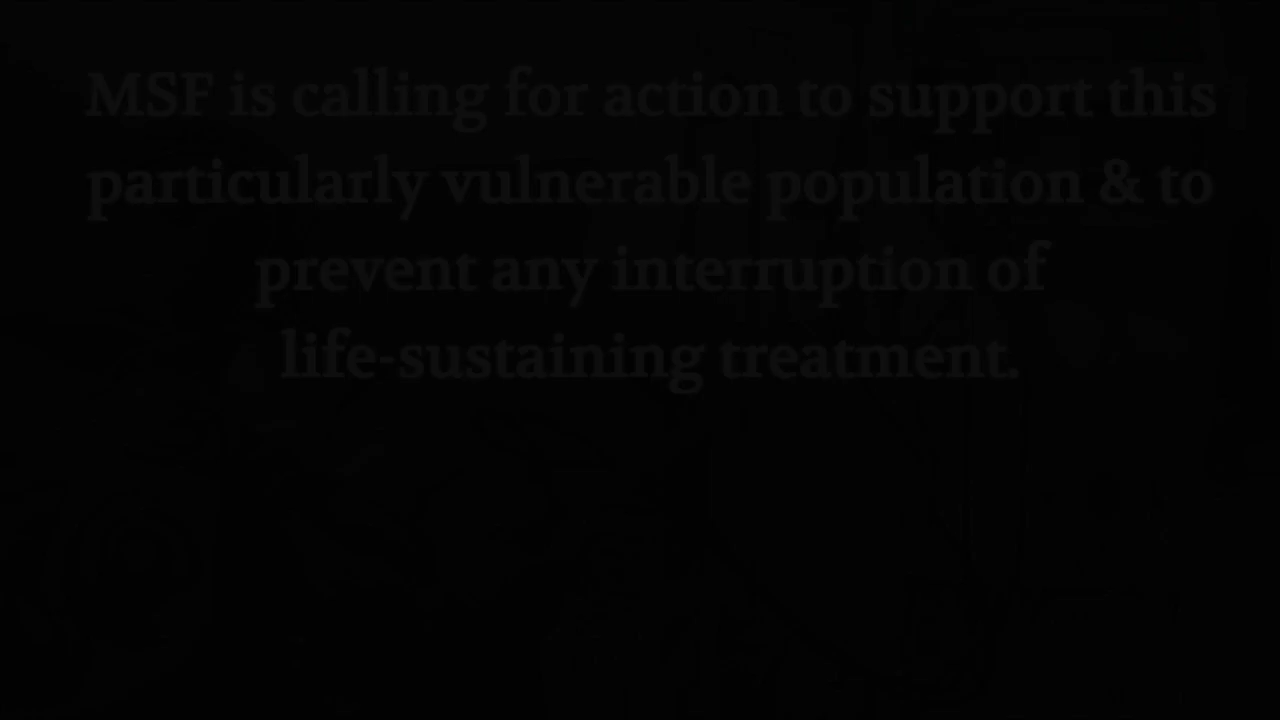 MSF is calling for action to support this
particularly vulnerable population & to
prevent any interruption of
life-sustaining treatment.